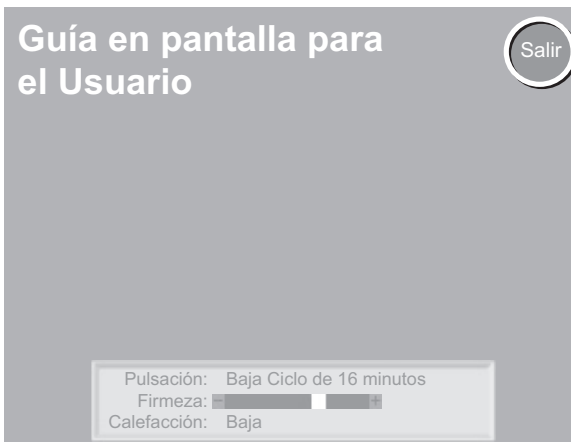 Guía en pantalla para
el Usuario
Salir
Pulsación: Baja Ciclo de 16 minutos
Firmeza: − +
Calefacción: Baja